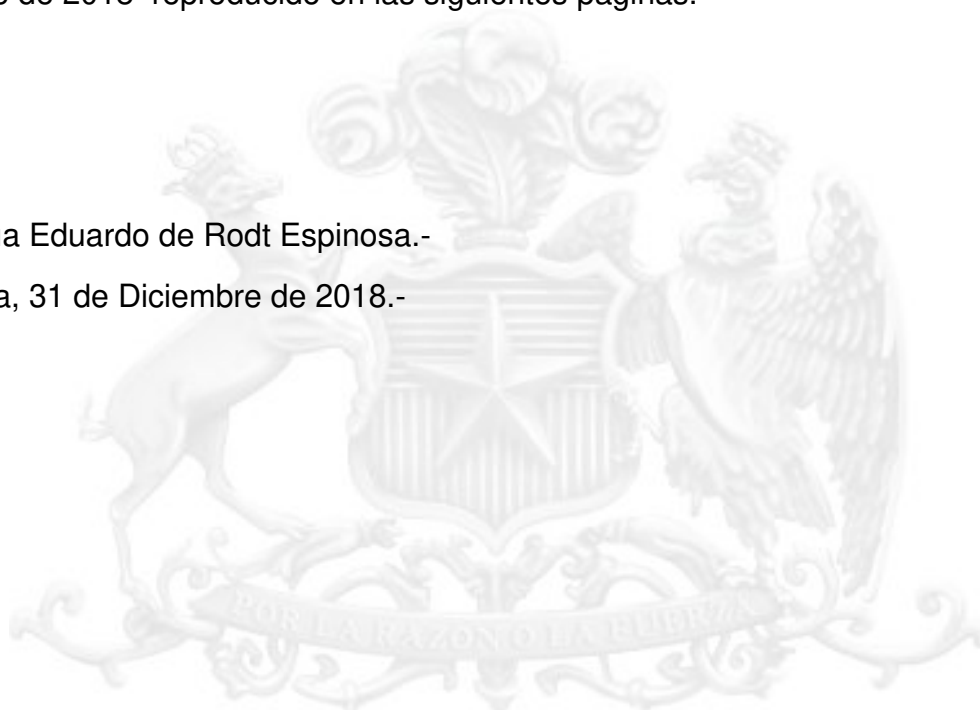 de 2018 reproducido en las siguientes páginas.
a Eduardo de Rodt Espinosa.-
a, 31 de Diciembre de 2018.-
POR LA RAZON O LA FUERZA